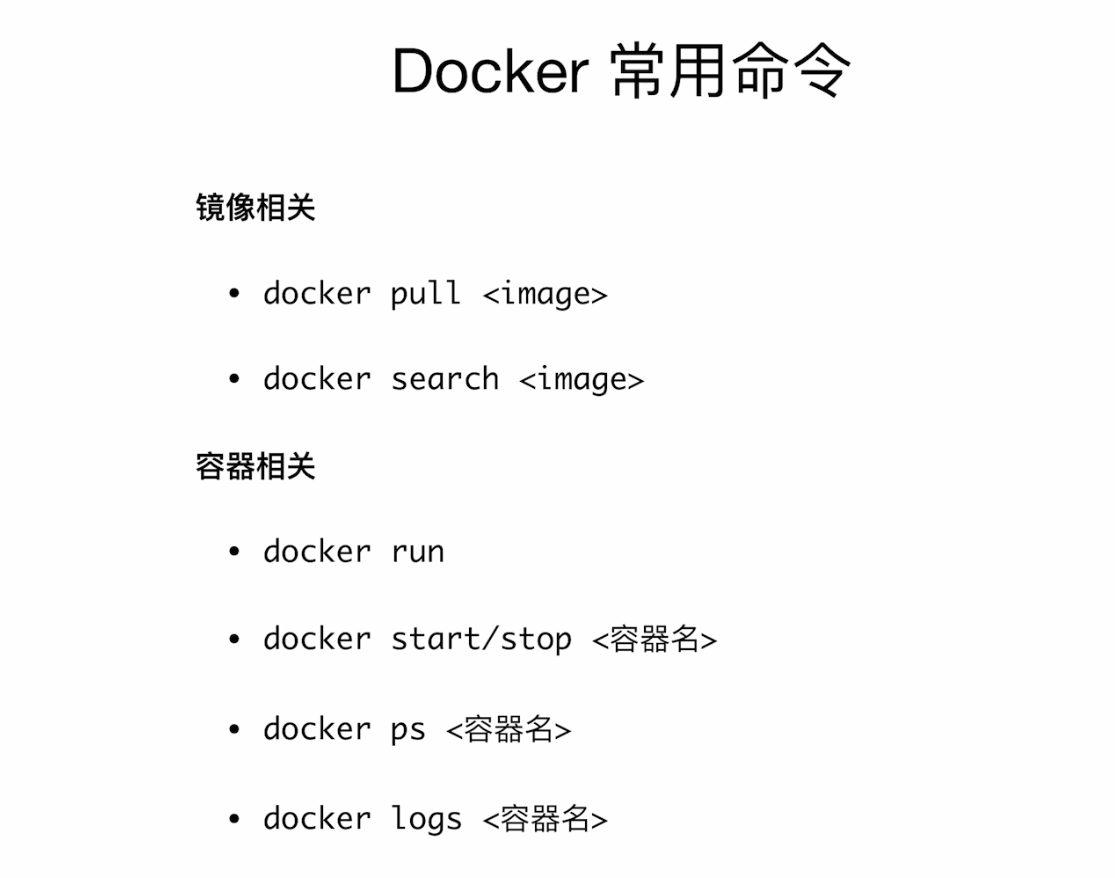 Docker 常用命令
镜像相关
• docker pull <image>
• docker search <image>
容器相关
• docker run
• docker start/stop <容器名>
• docker ps <容器名>
• docker logs <容器名>